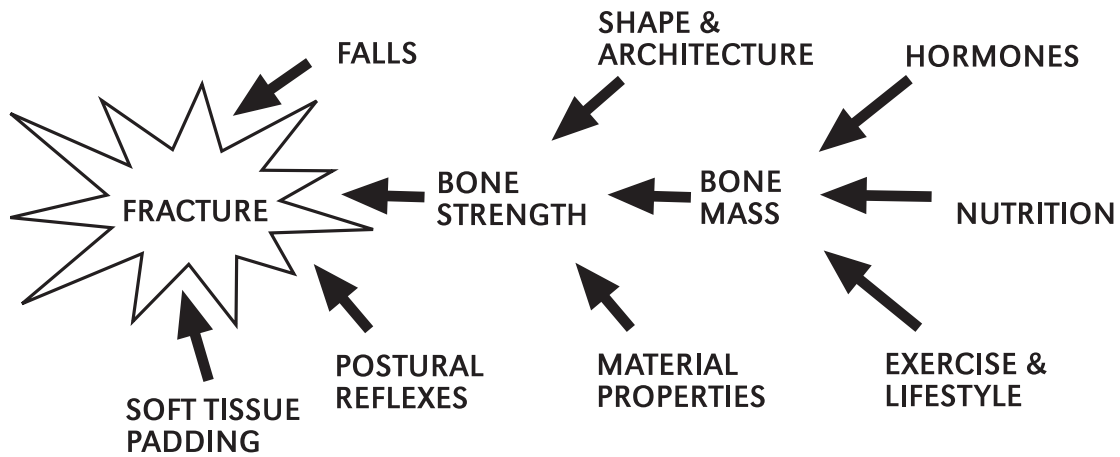 FALLS
SHAPE &
ARCHITECTURE
HORMONES
FRACTURE
BONE
STRENGTH
BONE
MASS
NUTRITION
SOFT TISSUE
PADDING
POSTURAL
REFLEXES
MATERIAL
PROPERTIES
EXERCISE &
LIFESTYLE